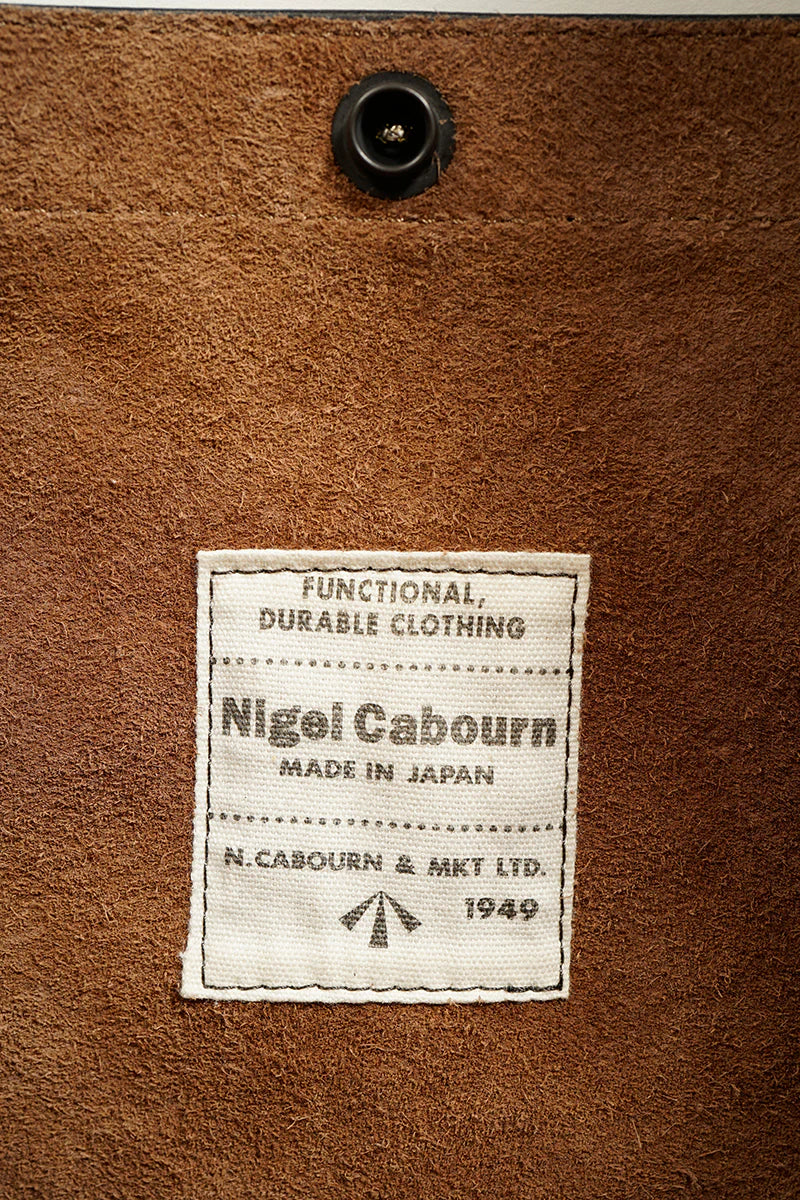 FUNCTIONAL,
DURABLE CLOTHING
Nigel Cabourn
MADE IN JAPAN
N.CABOURN & MKT LTD.
1949